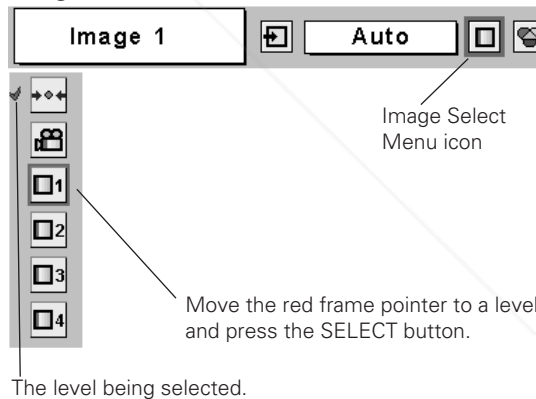 Image 1
Auto
Image Select
Menu icon
1
2
3
4
Move the red frame pointer to a level
and press the SELECT button.
The level being selected.